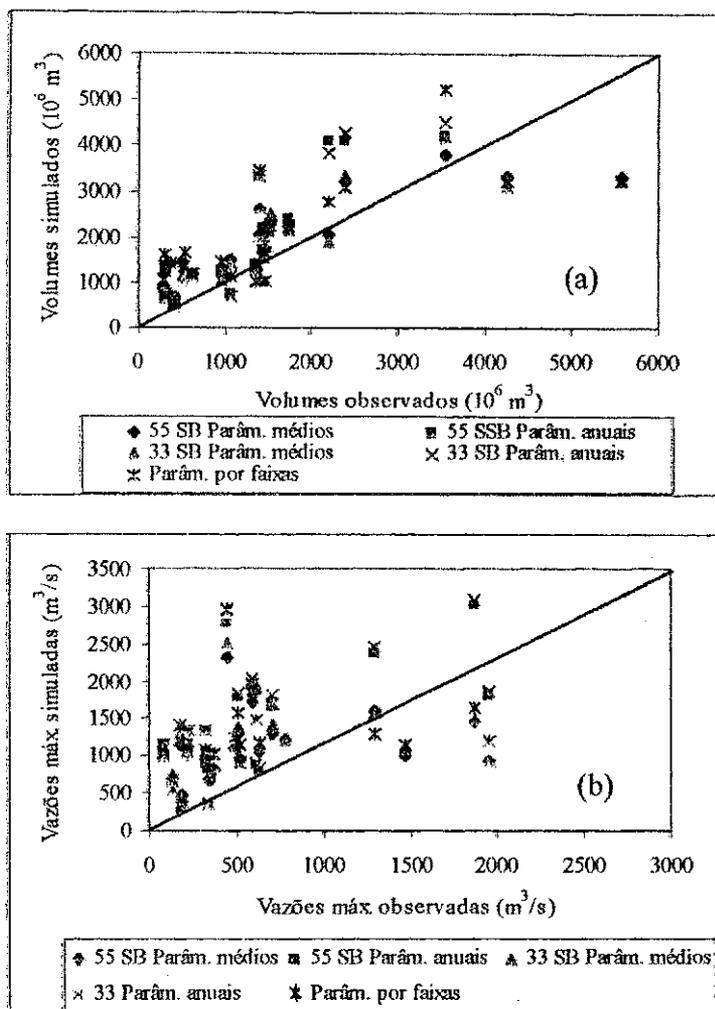 6000
5000
4000
3000
2000
1000
0
Volumes simulados (10⁶ m³)
(a)
0 1000 2000 3000 4000 5000 6000
Volumes observados (10⁶ m³)
55 SB Parâm. médios
55 SSB Parâm. anuais
33 SB Parâm. médios
33 SB Parâm. anuais
Parâm. por faixas
3500
3000
2500
2000
1500
1000
500
0
Vazões máx simuladas (m³/s)
(b)
0 500 1000 1500 2000 2500 3000
Vazões máx. observadas (m³/s)
55 SB Parâm. médios 55 SB Parâm. anuais 33 SB Parâm. médios
33 Parâm. anuais Parâm. por faixas